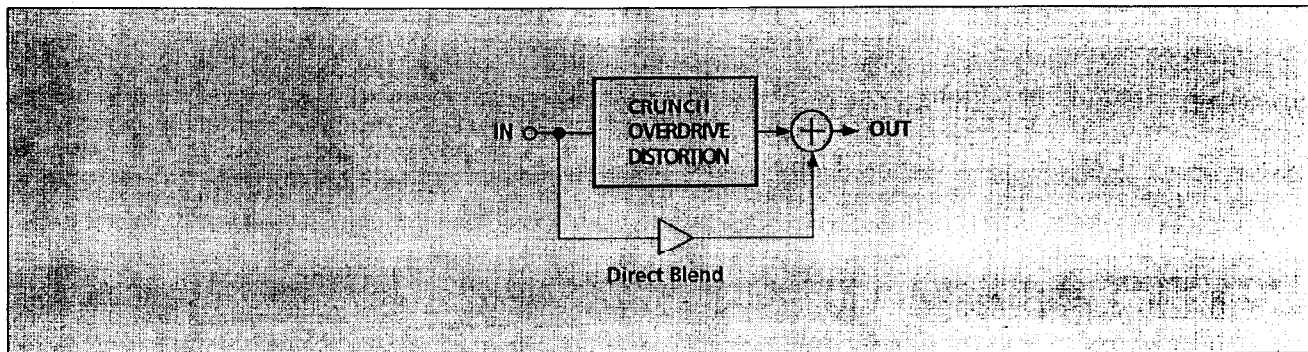 CRUNCH
OVERDRIVE
DISTORTION
IN
OUT
Direct Blend